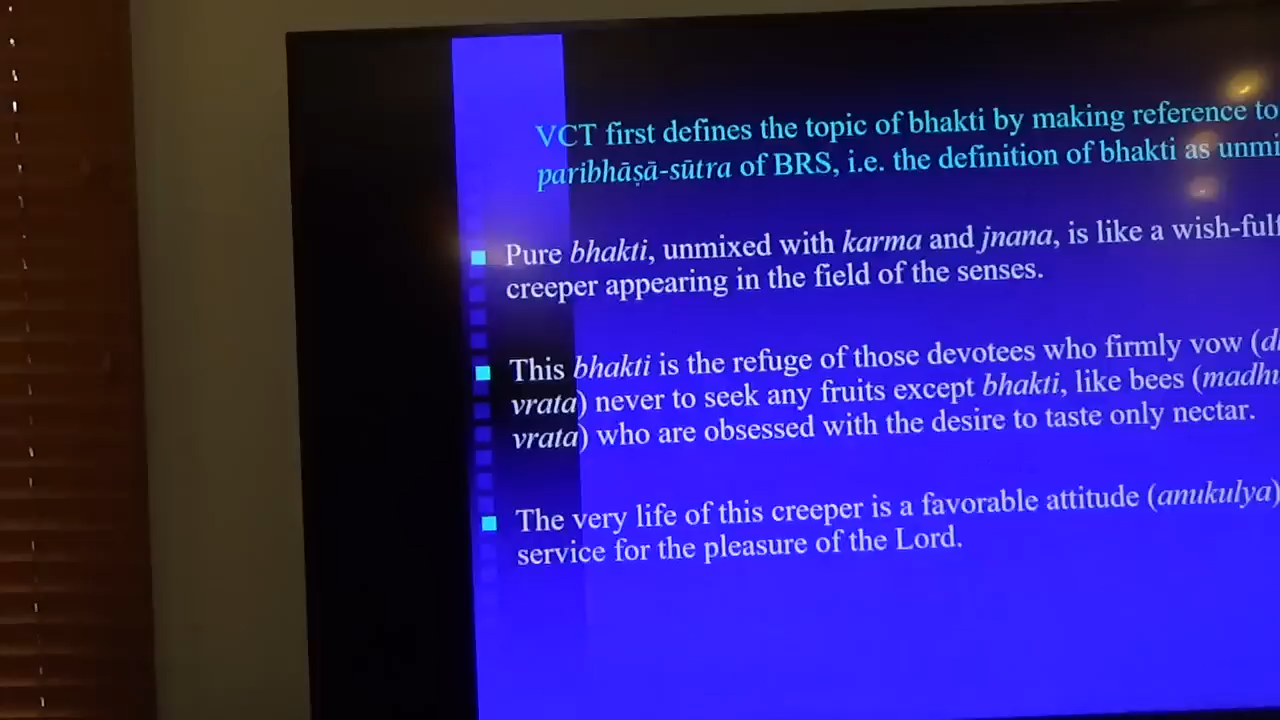 VCT first defines the topic of bhakti by making reference to
paribhāṣā-sūtra of BRS, i.e. the definition of bhakti as
Pure bhakti, unmixed with karma and jnana, is like a
creeper appearing in the field of the senses.
This bhakti is the refuge of those devotees who firmly vow
vrata) never to seek any fruits except bhakti, like bees
vrata) who are obsessed with the desire to taste only nectar.
The very life of this creeper is a favorable attitude (anukulya)
service for the pleasure of the Lord.